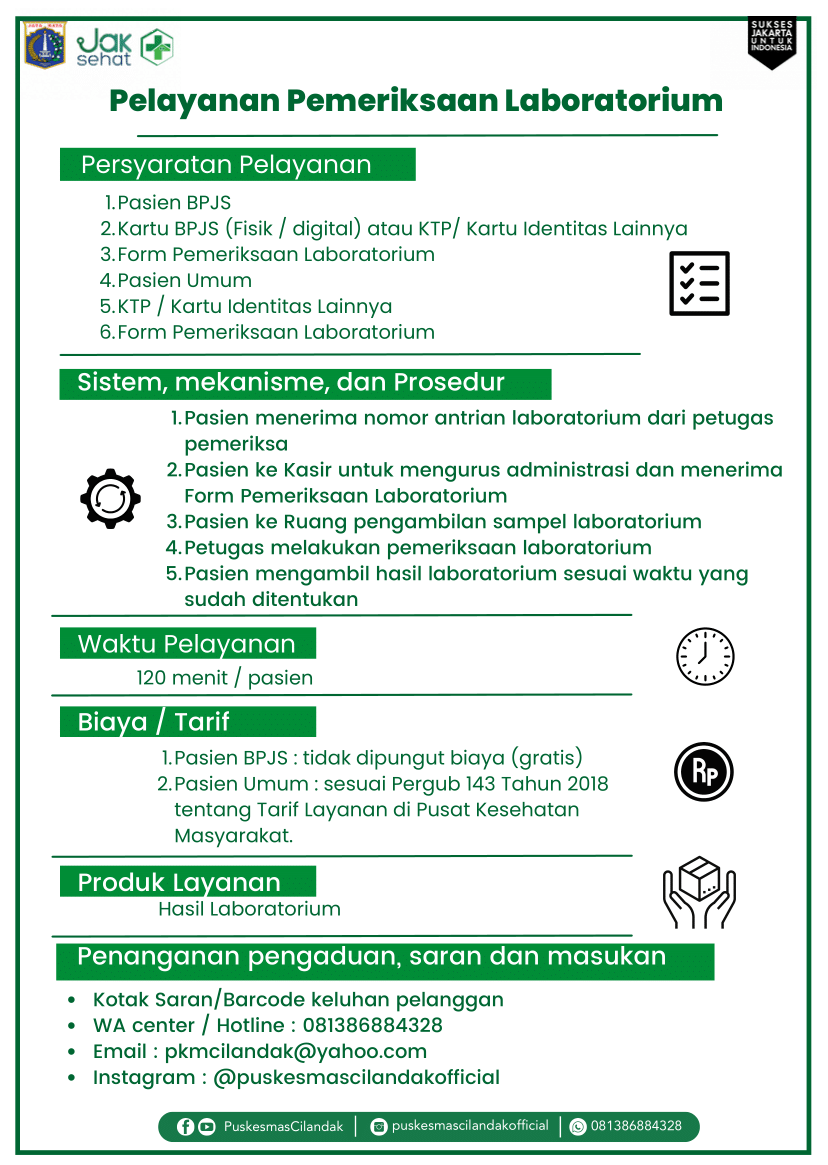 JAYA RAYA
Jak
sehat
SUKSES
JAKARTA
UNTUK
INDONESIA
Pelayanan Pemeriksaan Laboratorium
Persyaratan Pelayanan
1. Pasien BPJS
2. Kartu BPJS (Fisik / digital) atau KTP/ Kartu Identitas Lainnya
3. Form Pemeriksaan Laboratorium
4. Pasien Umum
5. KTP / Kartu Identitas Lainnya
6. Form Pemeriksaan Laboratorium
Sistem, mekanisme, dan Prosedur
1. Pasien menerima nomor antrian laboratorium dari petugas
pemeriksa
2. Pasien ke Kasir untuk mengurus administrasi dan menerima
Form Pemeriksaan Laboratorium
3. Pasien ke Ruang pengambilan sampel laboratorium
4. Petugas melakukan pemeriksaan laboratorium
5. Pasien mengambil hasil laboratorium sesuai waktu yang
sudah ditentukan
Waktu Pelayanan
120 menit / pasien
Biaya / Tarif
1. Pasien BPJS : tidak dipungut biaya (gratis)
2. Pasien Umum : sesuai Pergub 143 Tahun 2018
tentang Tarif Layanan di Pusat Kesehatan
Masyarakat.
Rp
Produk Layanan
Hasil Laboratorium
Penanganan pengaduan, saran dan masukan
• Kotak Saran/Barcode keluhan pelanggan
• WA center / Hotline : 081386884328
• Email : pkmcilandak@yahoo.com
• Instagram : @puskesmascilandakofficial
PuskesmasCilandak | puskesmascilandakofficial | 081386884328